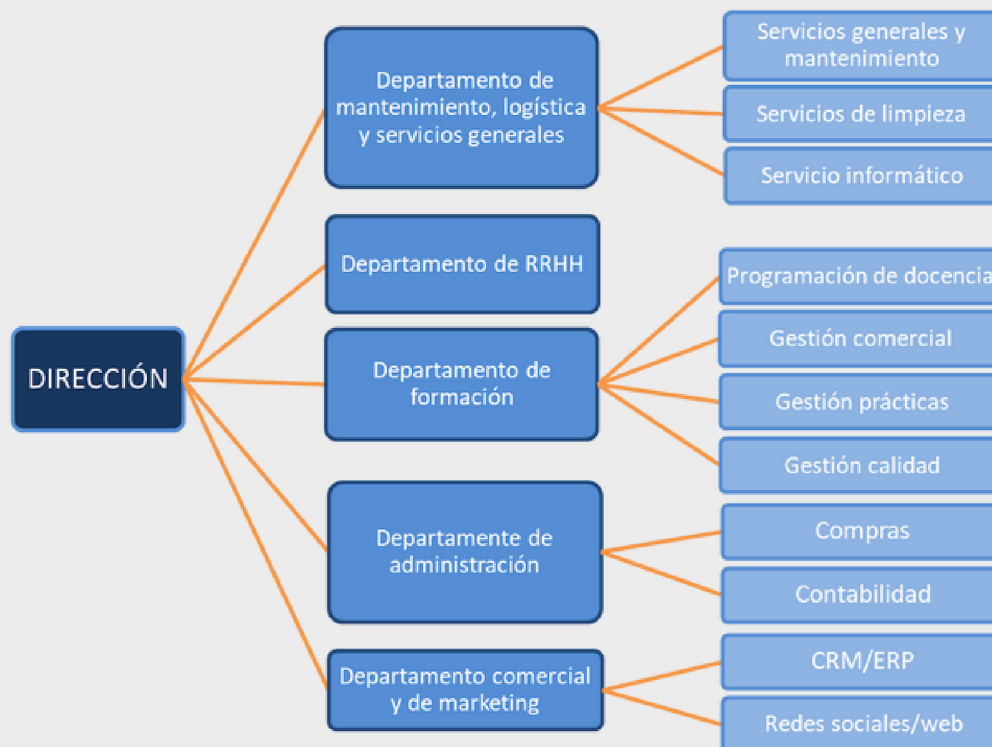 DIRECCIÓN
Departamento de
mantenimiento, logística
y servicios generales
Servicios generales y
mantenimiento
Servicios de limpieza
Servicio informático
Departamento de RRHH
Departamento de
formación
Programación de docencia
Gestión comercial
Gestión prácticas
Gestión calidad
Departamente de
administración
Compras
Contabilidad
Departamento comercial
y de marketing
CRM/ERP
Redes sociales/web